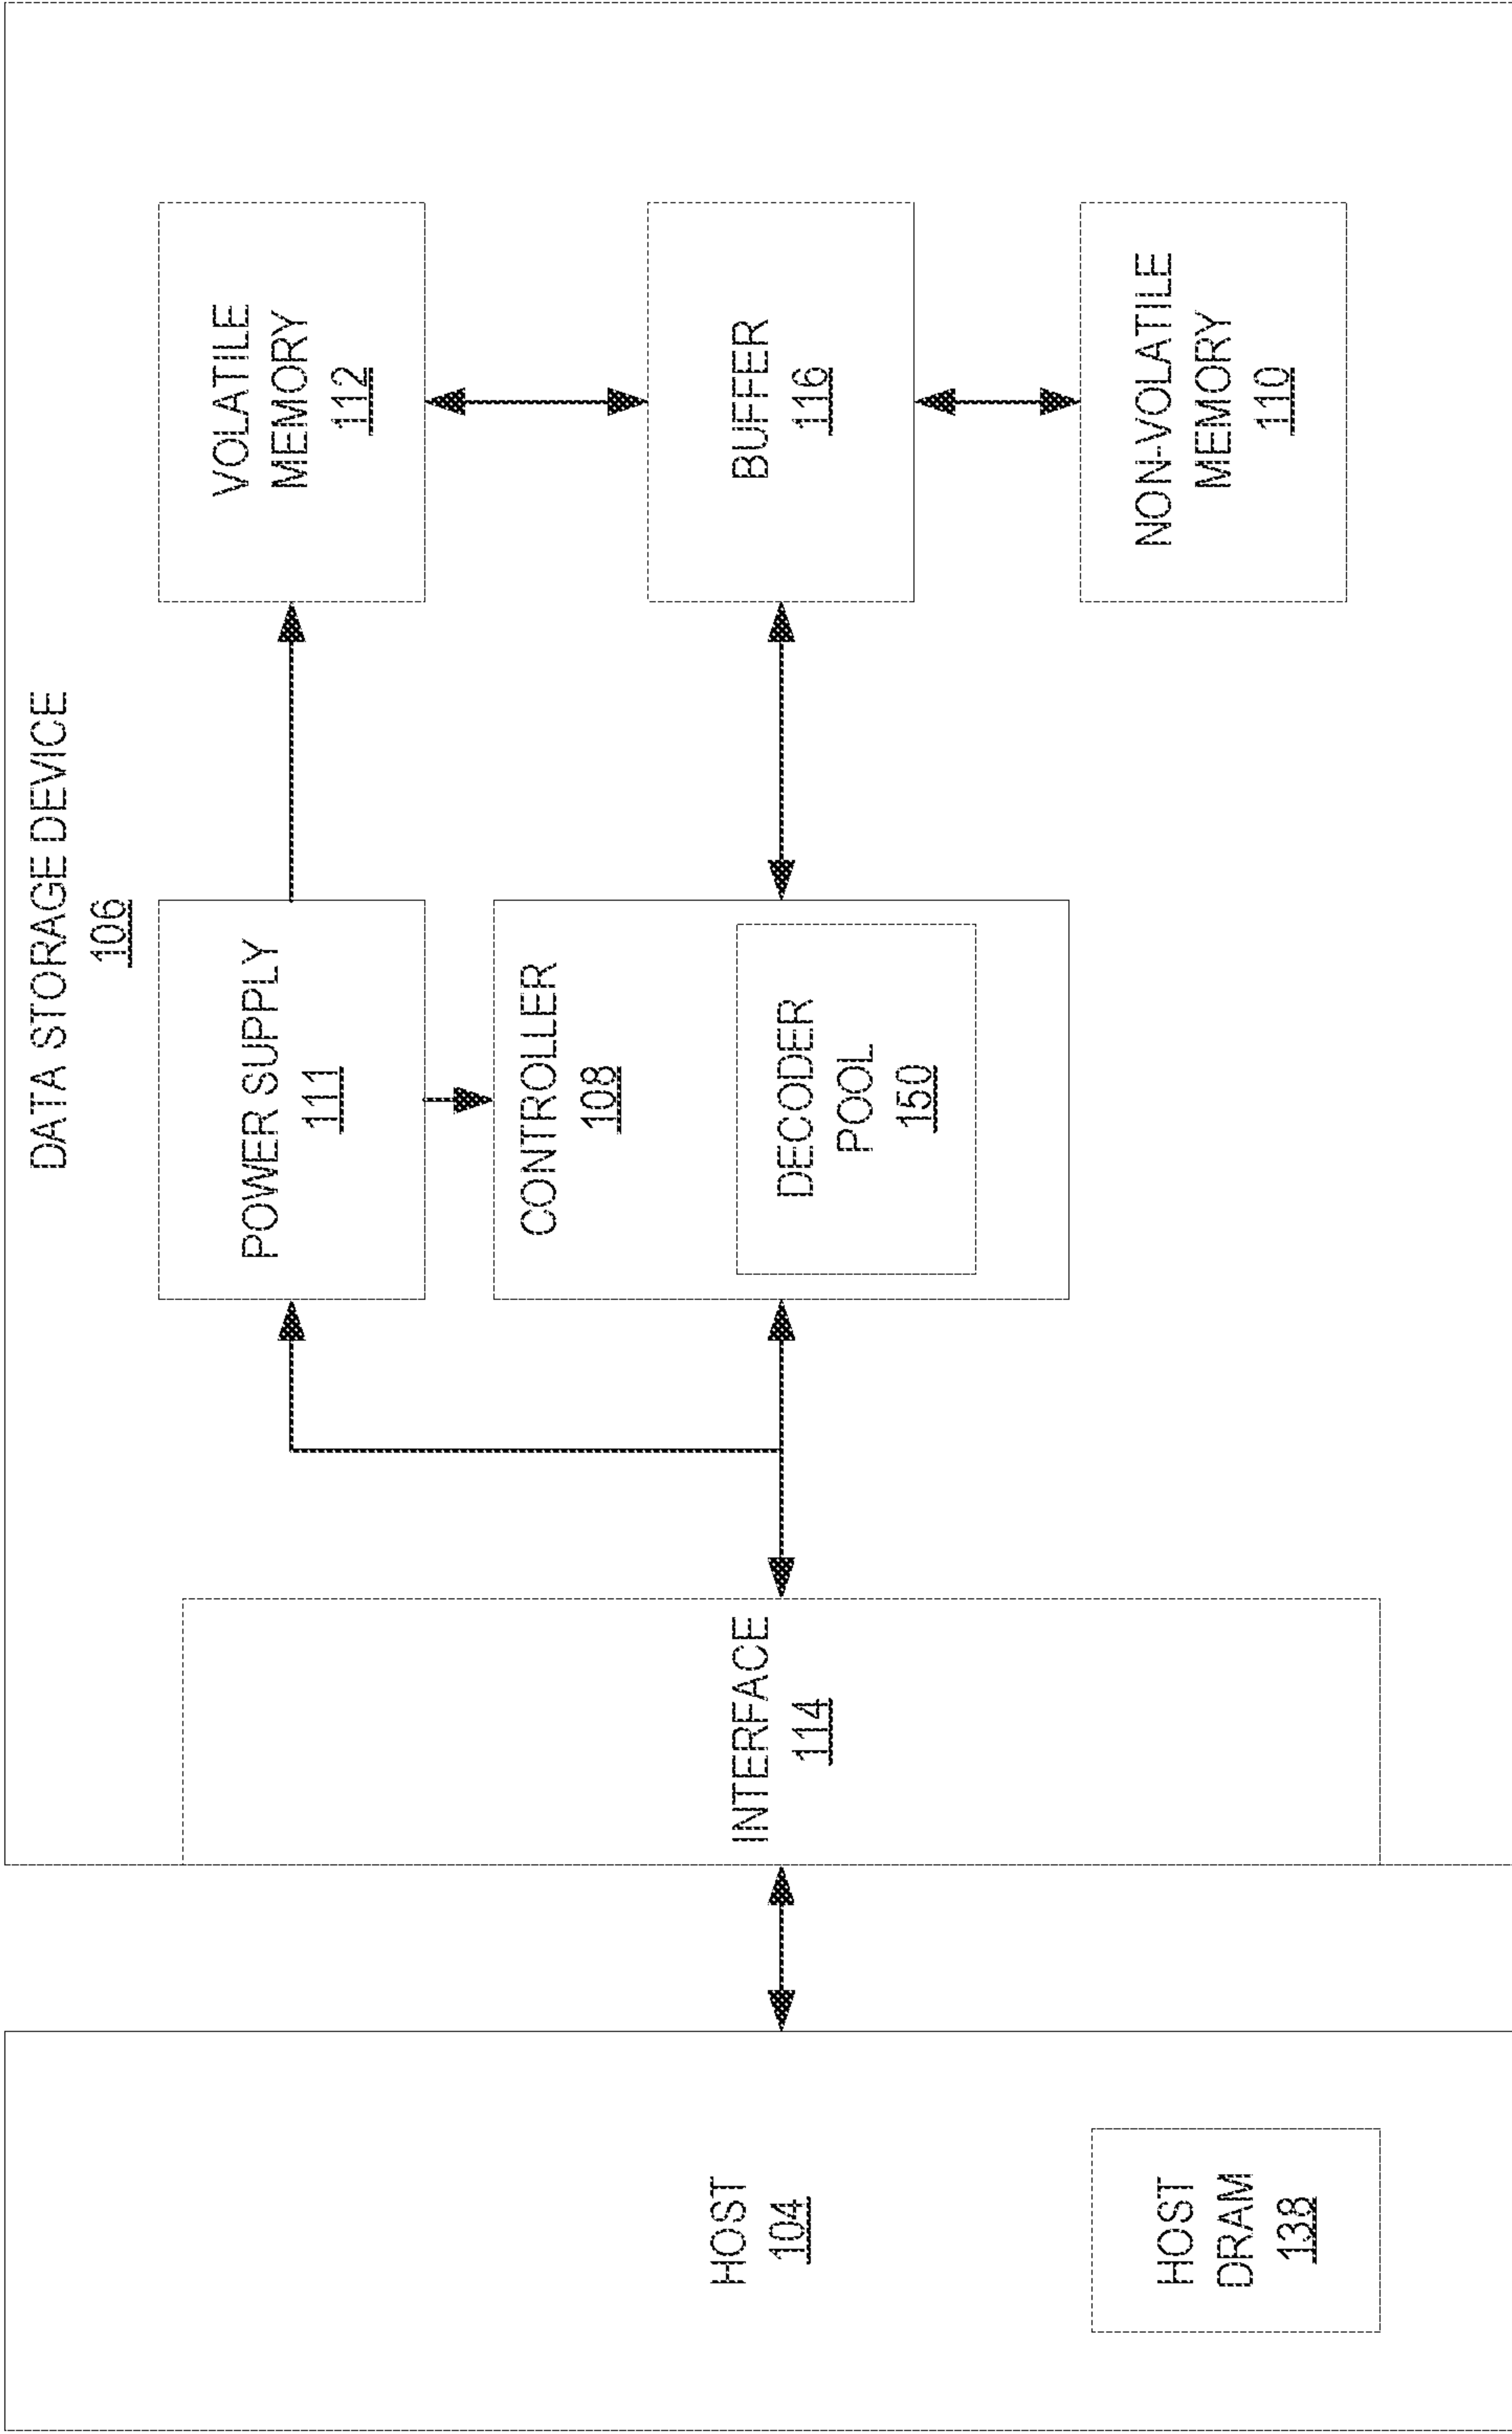 DATA STORAGE DEVICE
106
HOST
104
HOST
DRAM
138
INTERFACE
114
POWER SUPPLY
111
CONTROLLER
108
DECODER
POOL
150
VOLATILE
MEMORY
112
BUFFER
116
NON-VOLATILE
MEMORY
110